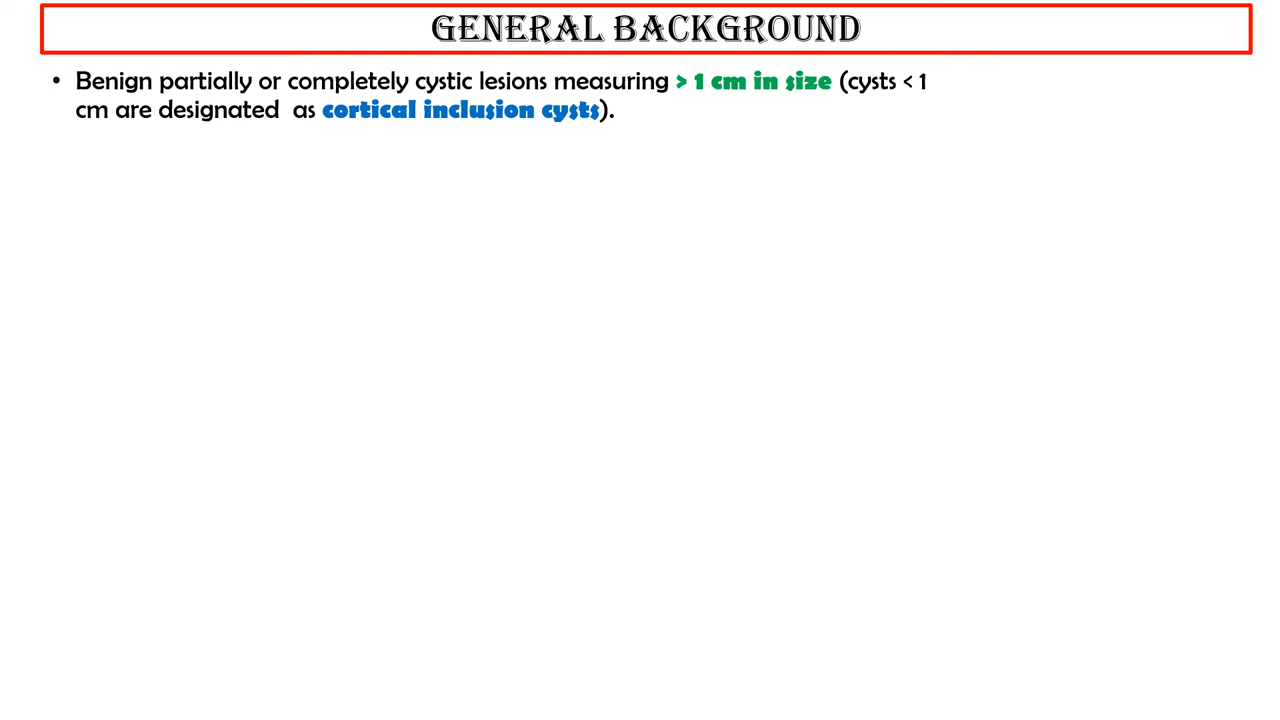 GENERAL BACKGROUND
• Benign partially or completely cystic lesions measuring > 1 cm in size (cysts < 1
cm are designated  as cortical inclusion cysts).